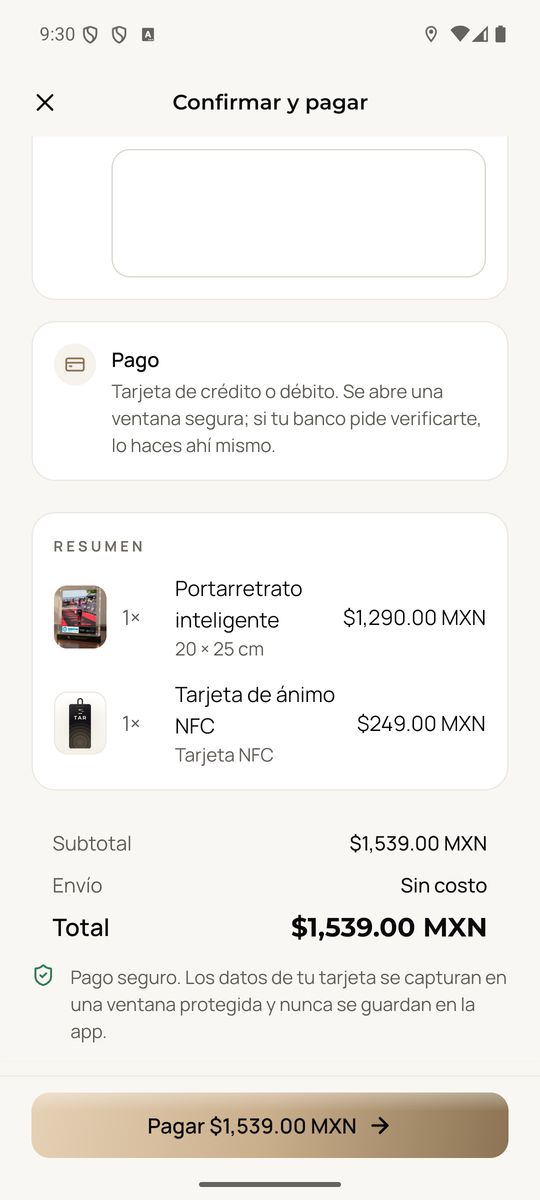 9:30
Confirmar y pagar
Pago
Tarjeta de crédito o débito. Se abre una
ventana segura; si tu banco pide verificarte,
lo haces ahí mismo.
RESUMEN
1×
Portarretrato
inteligente
20 × 25 cm
$1,290.00 MXN
TAR
1×
Tarjeta de ánimo
NFC
Tarjeta NFC
$249.00 MXN
Subtotal
$1,539.00 MXN
Envío
Sin costo
Total
$1,539.00 MXN
Pago seguro. Los datos de tu tarjeta se capturan en
una ventana protegida y nunca se guardan en la
app.
Pagar $1,539.00 MXN →